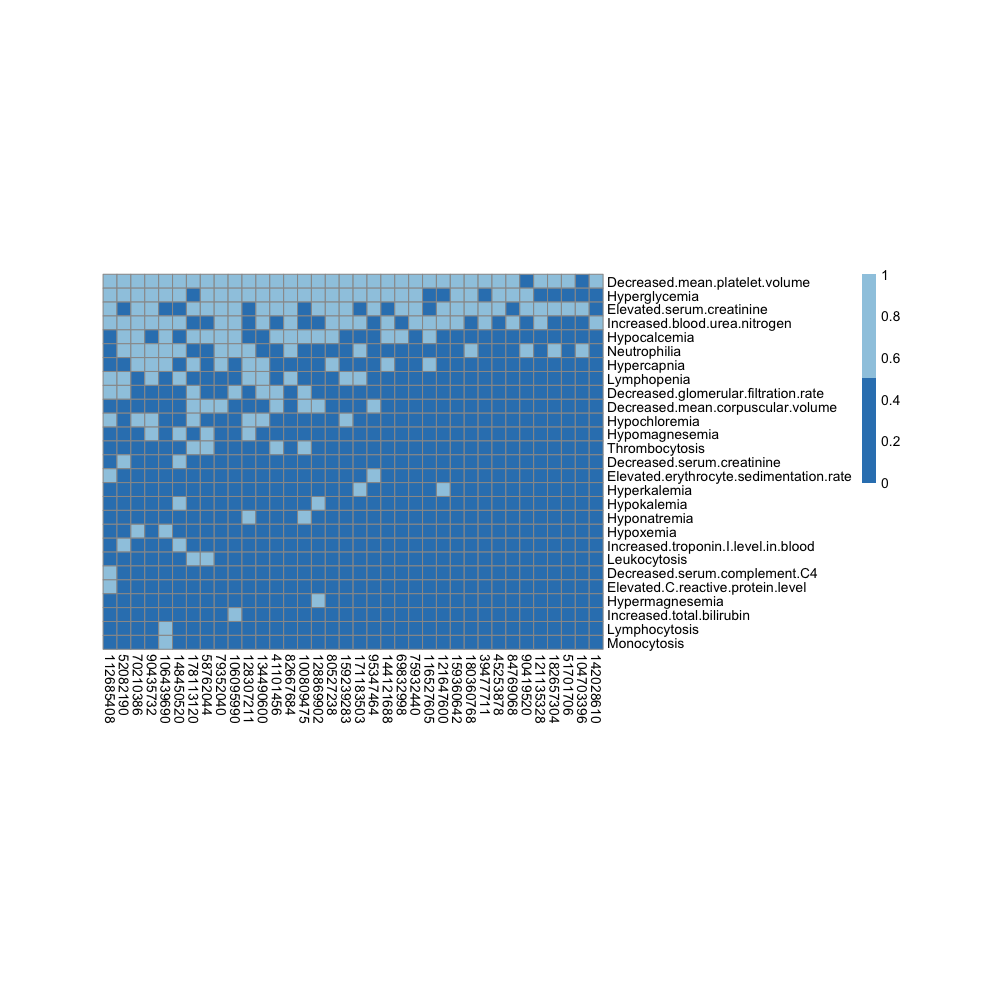 Decreased.mean.platelet.volume
Hyperglycemia
Elevated.serum.creatinine
Increased.blood.urea.nitrogen
Hypocalcemia
Neutrophilia
Hypercapnia
Lymphopenia
Decreased.glomerular.filtration.rate
Decreased.mean.corpuscular.volume
Hypochloremia
Hypomagnesemia
Thrombocytosis
Decreased.serum.creatinine
Elevated.erythrocyte.sedimentation.rate
Hyperkalemia
Hypokalemia
Hyponatremia
Hypoxemia
Increased.troponin.I.level.in.blood
Leukocytosis
Decreased.serum.complement.C4
Elevated.C.reactive.protein.level
Hypermagnesemia
Increased.total.bilirubin
Lymphocytosis
Monocytosis
1
0.8
0.6
0.4
0.2
0
112685408
52082190
70210386
90435732
106439690
148450520
178113120
58762044
79352040
106095990
128307211
134490600
41101456
82667684
100809475
128869902
80527238
159239283
171183503
95347464
144121688
69832998
75932440
116527605
121647600
159360642
180360768
39477711
45253878
84769068
90419520
121135328
182657304
51701706
104703396
142028610